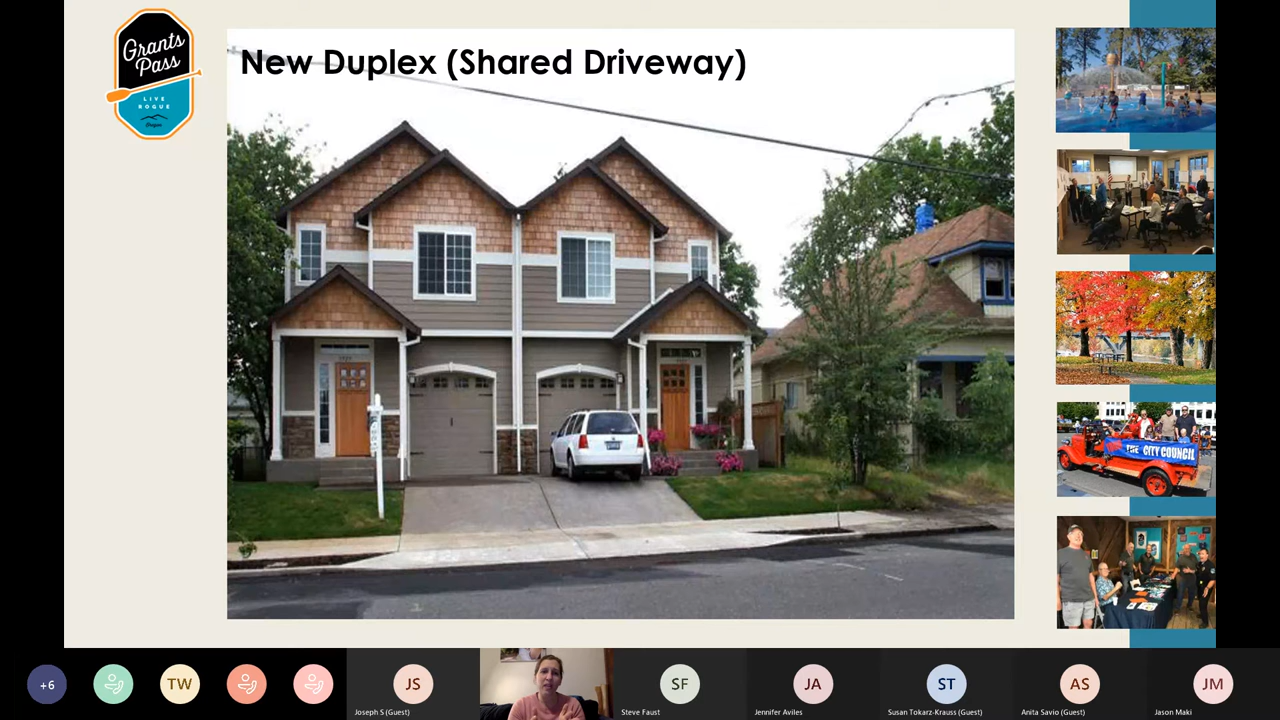 Grants
Pass
LIVE
ROGUE
Oregon
New Duplex (Shared Driveway)
THE CITY COUNCIL
+6
TW
JS
Joseph S (Guest)
SF
Steve Faust
JA
Jennifer Aviles
ST
Susan Tokarz-Krauss (Guest)
AS
Anita Savio (Guest)
JM
Jason Maki